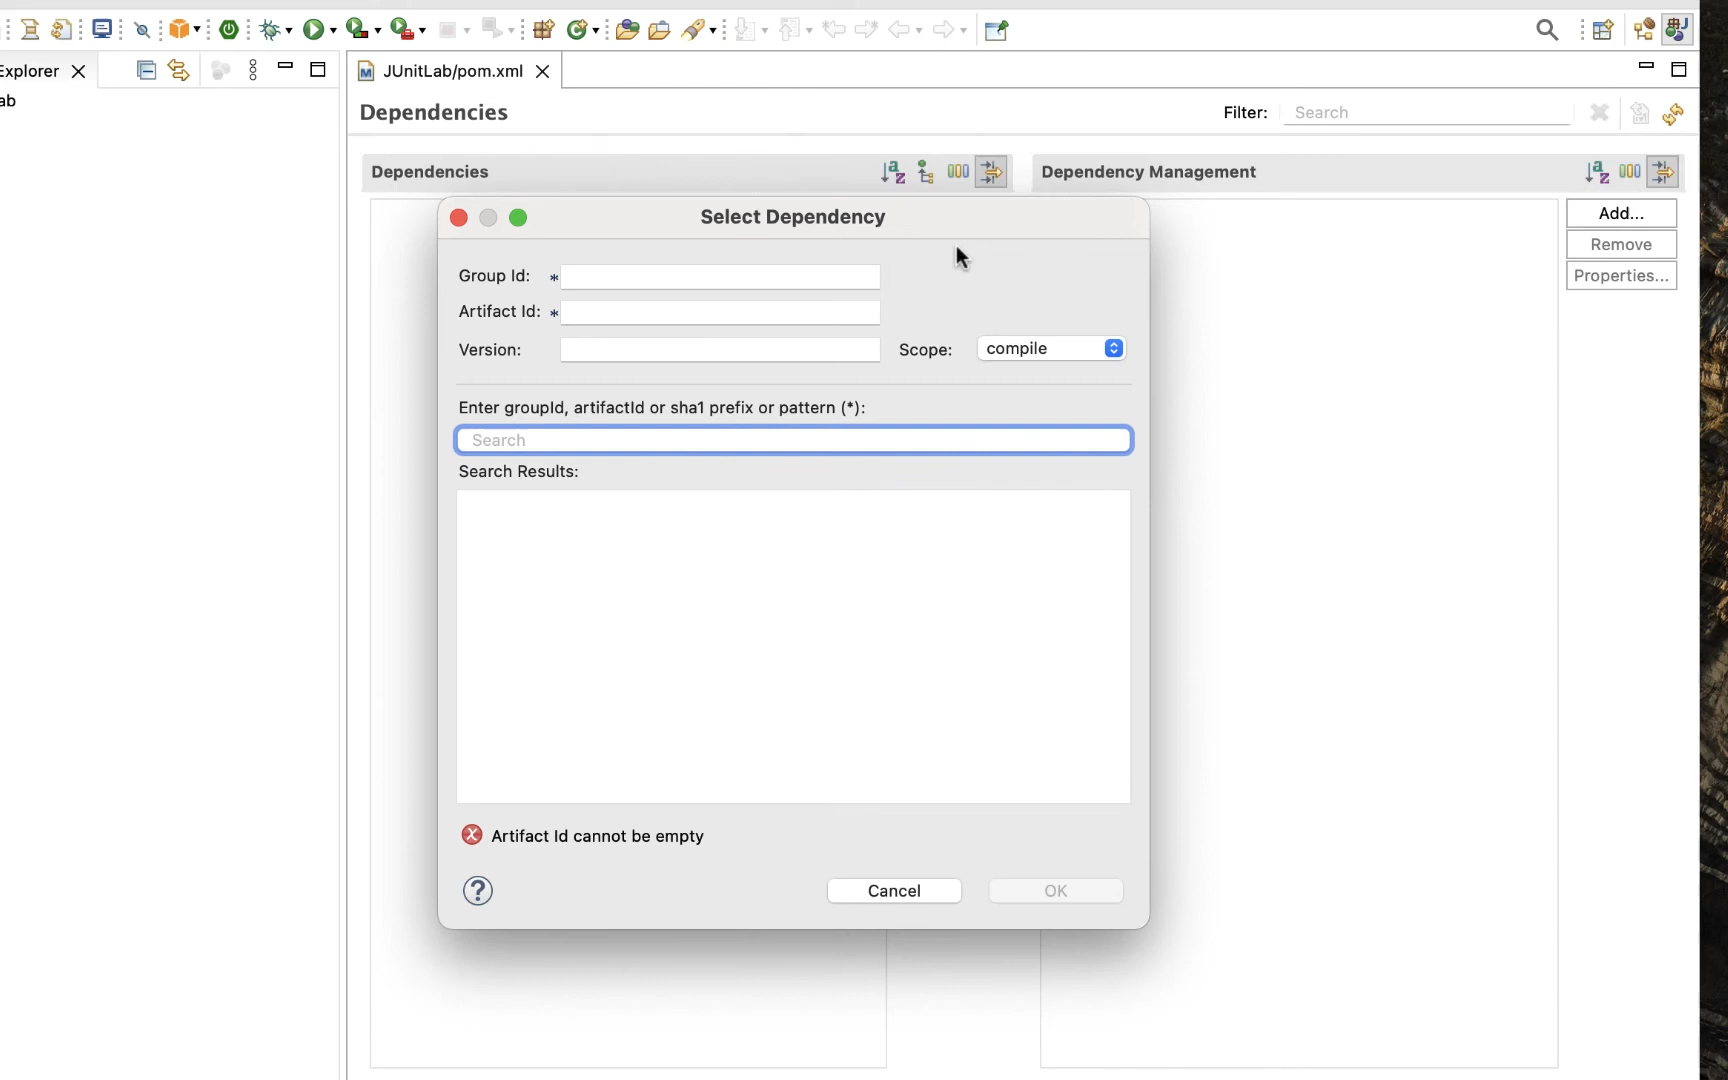 xplorer
JUnitLab/pom.xml
ab
Dependencies
Filter: Search
Dependencies
Dependency Management
Add...
Remove
Properties...
Select Dependency
Group Id: *
Artifact Id: *
Version:
Scope: compile
Enter groupId, artifactId or sha1 prefix or pattern (*):
Search
Search Results:
Artifact Id cannot be empty
Cancel
OK